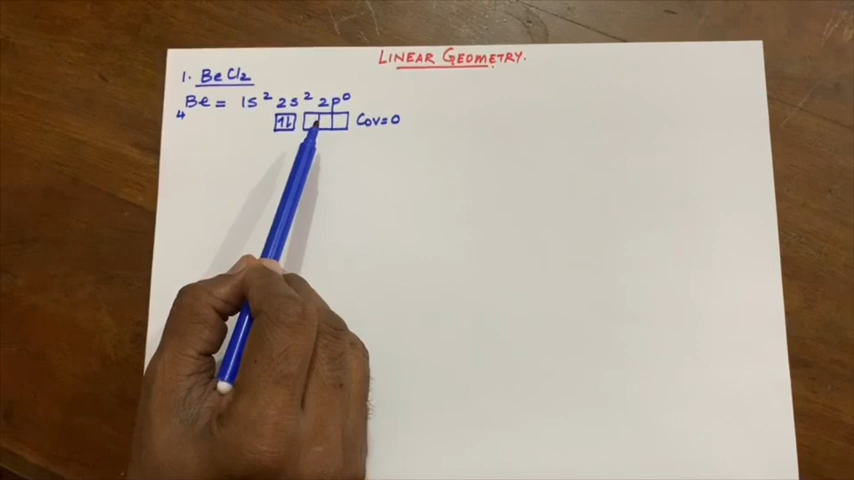 LINEAR GEOMETRY.
1. BeCl2
4Be = 1s² 2s² 2p⁰
↑↓ Cov=0